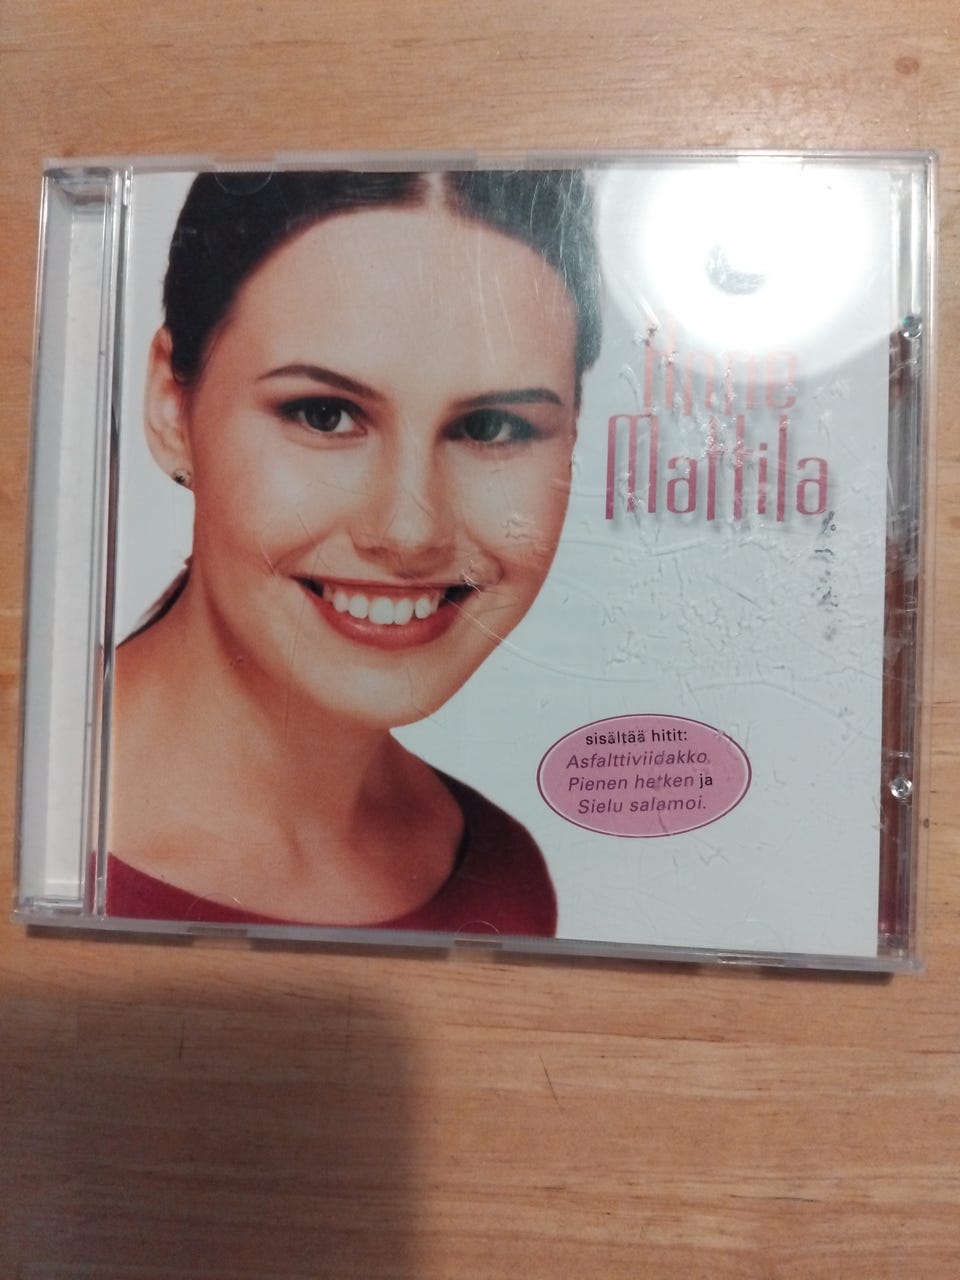 Anne
Mattila
sisältää hitit:
Asfalttiviidakko,
Pienen hetken ja
Sielu salamoi.